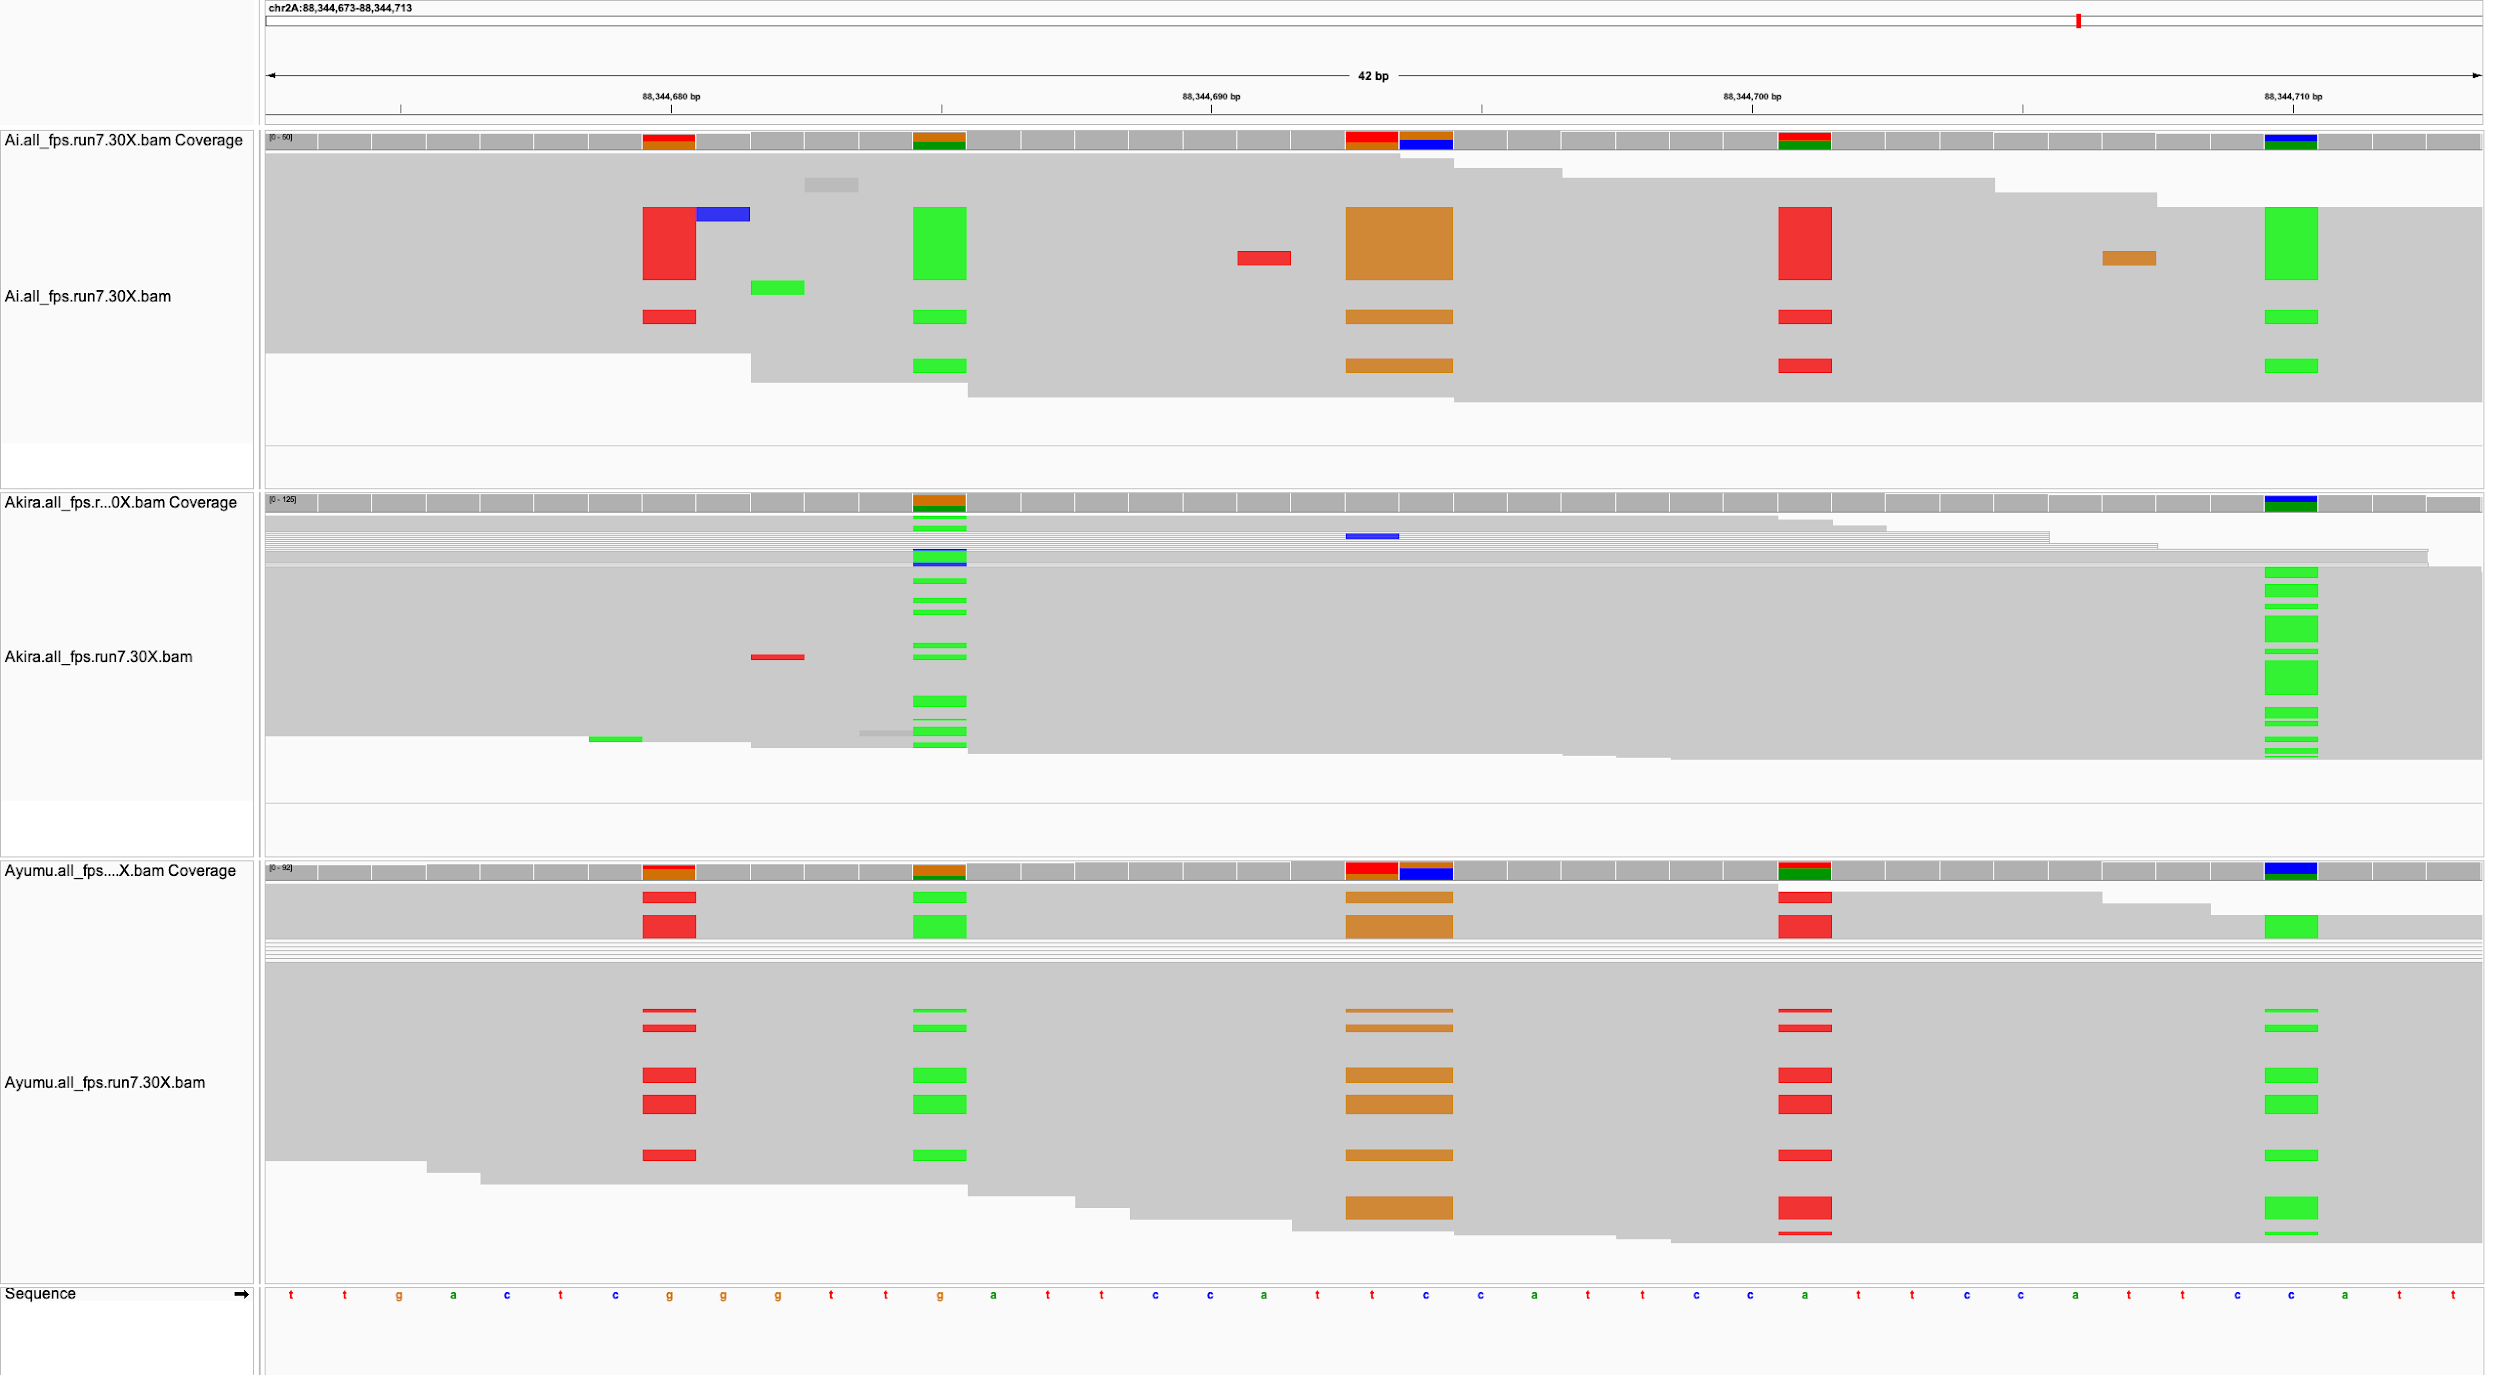 chr2A:88,344,673-88,344,713
42 bp
88,344,680 bp 88,344,690 bp 88,344,700 bp 88,344,710 bp
Ai.all_fps.run7.30X.bam Coverage
[0 - 50]
Ai.all_fps.run7.30X.bam
Akira.all_fps.r...0X.bam Coverage
[0 - 125]
Akira.all_fps.run7.30X.bam
Ayumu.all_fps....X.bam Coverage
[0 - 92]
Ayumu.all_fps.run7.30X.bam
Sequence t t g a c t c g g g t t g a t t c c a t t c c a t t c c a t t c c a t t c c a t t